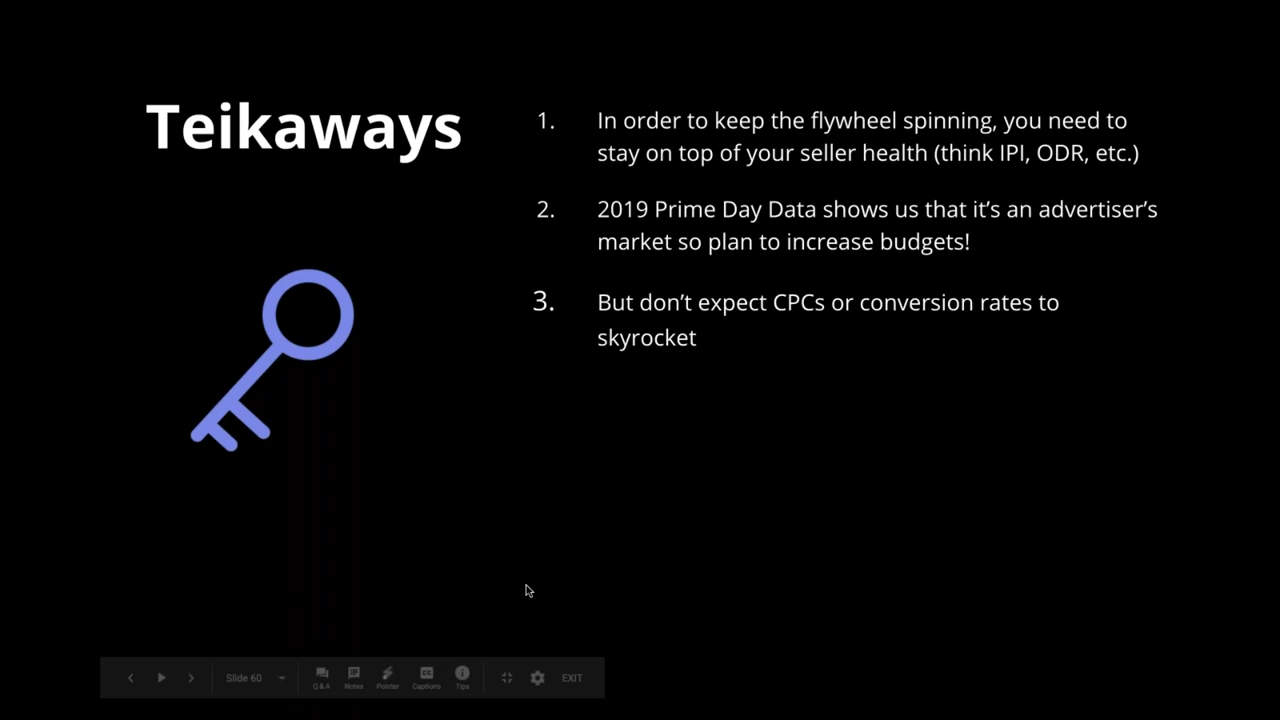 Teikaways
1. In order to keep the flywheel spinning, you need to
stay on top of your seller health (think IPI, ODR, etc.)
2. 2019 Prime Day Data shows us that it’s an advertiser’s
market so plan to increase budgets!
3. But don’t expect CPCs or conversion rates to
skyrocket
Slide 60
Q & A
Notes
Pointer
CC
Captions
Tips
EXIT